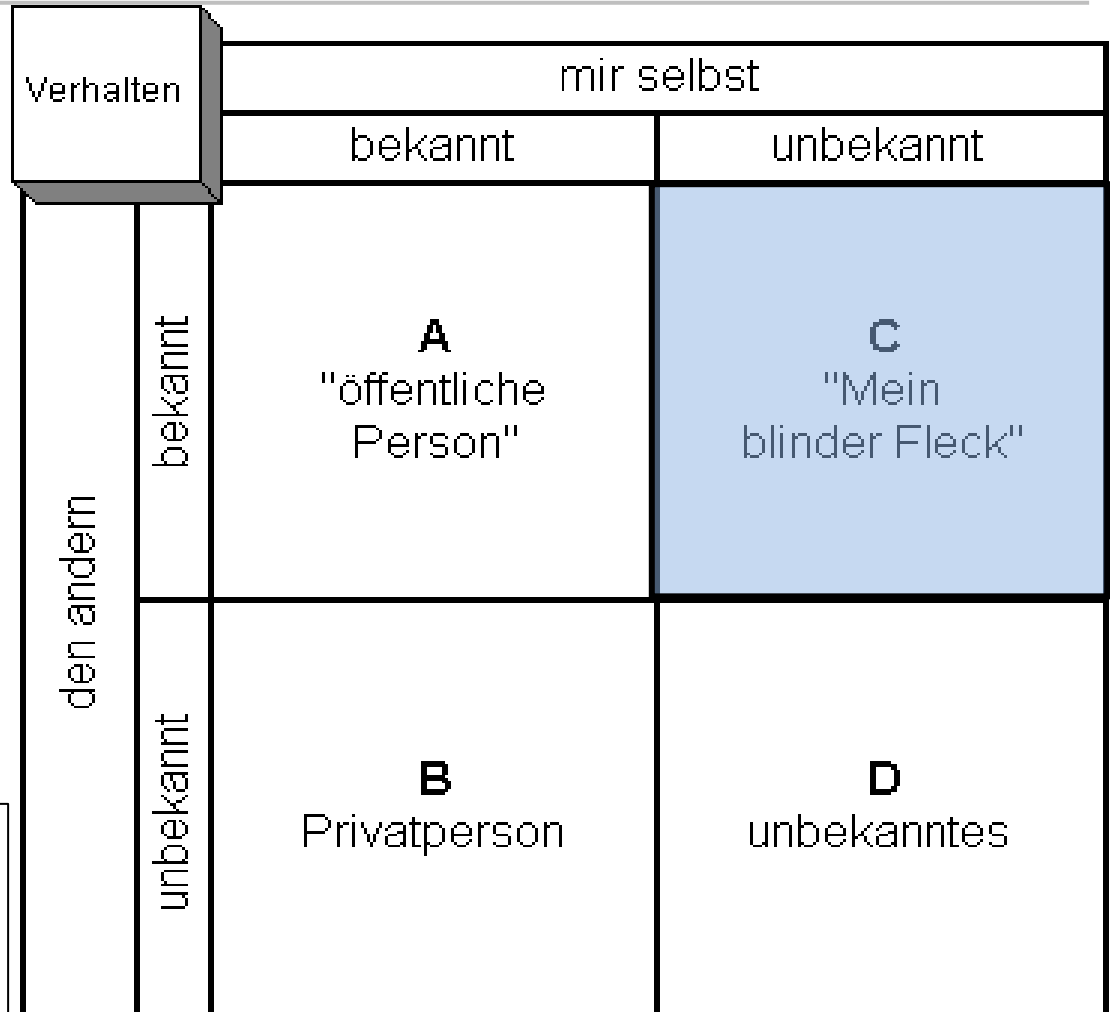 Verhalten
mir selbst
bekannt
unbekannt
den andern
bekannt
A
"öffentliche
Person"
C
"Mein
blinder Fleck"
unbekannt
B
Privatperson
D
unbekanntes